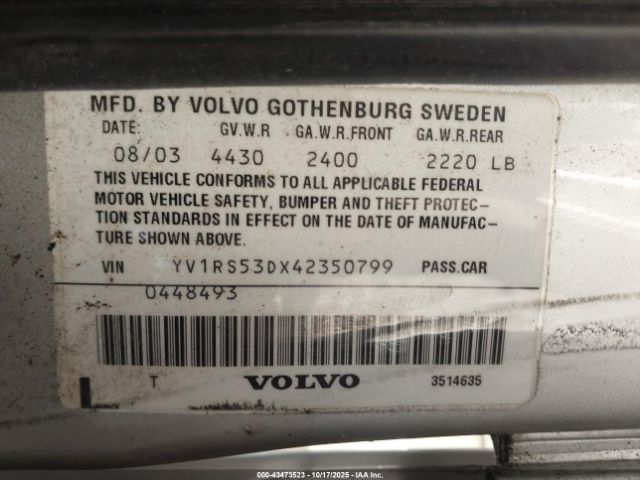 MFD. BY VOLVO GOTHENBURG SWEDEN
DATE: GV.W.R GA.W.R.FRONT GA.W.R.REAR
08/03 4430 2400 2220 LB
THIS VEHICLE CONFORMS TO ALL APPLICABLE FEDERAL
MOTOR VEHICLE SAFETY, BUMPER AND THEFT PROTEC-
TION STANDARDS IN EFFECT ON THE DATE OF MANUFAC-
TURE SHOWN ABOVE.
VIN YV1RS53DX42350799 PASS.CAR
0448493
T VOLVO 3514635
© 000-43473523 | 10/17/2025 | IAAI, Inc.